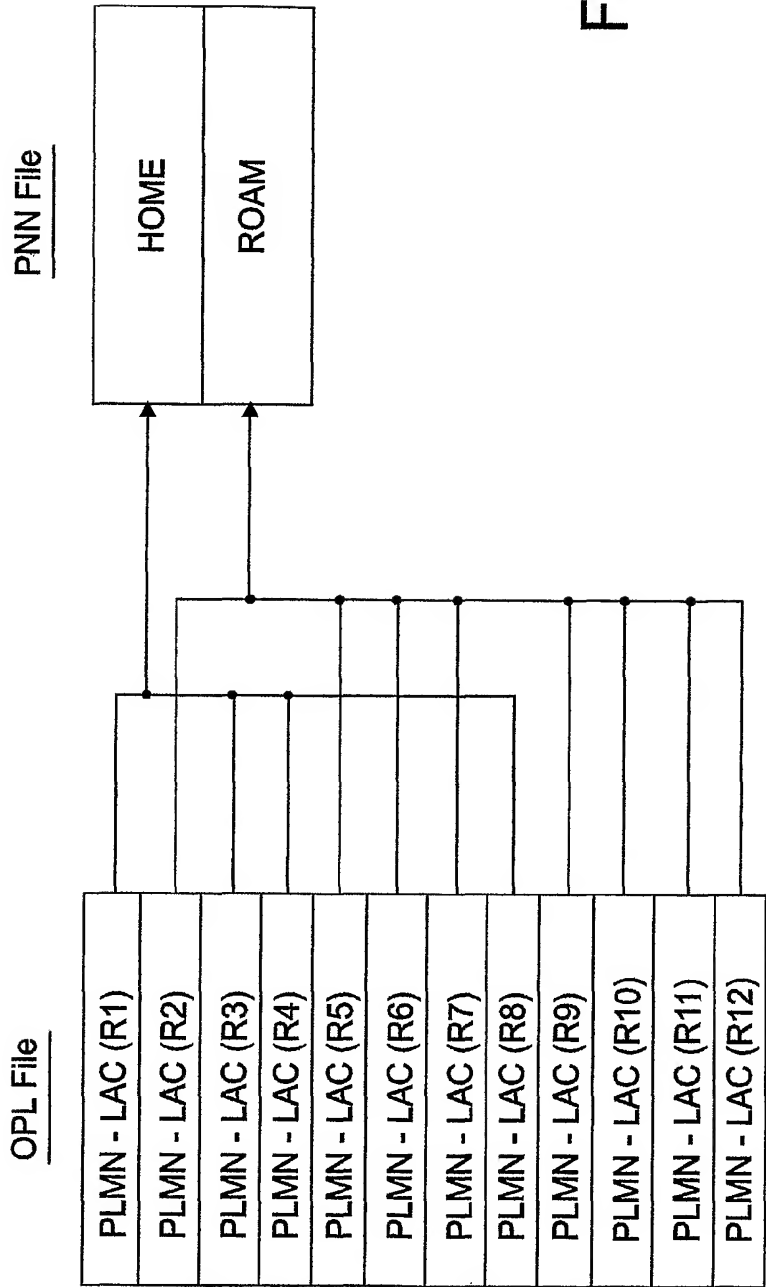 OPL File
PLMN - LAC (R1)
PLMN - LAC (R2)
PLMN - LAC (R3)
PLMN - LAC (R4)
PLMN - LAC (R5)
PLMN - LAC (R6)
PLMN - LAC (R7)
PLMN - LAC (R8)
PLMN - LAC (R9)
PLMN - LAC (R10)
PLMN - LAC (R11)
PLMN - LAC (R12)
PNN File
HOME
ROAM
F